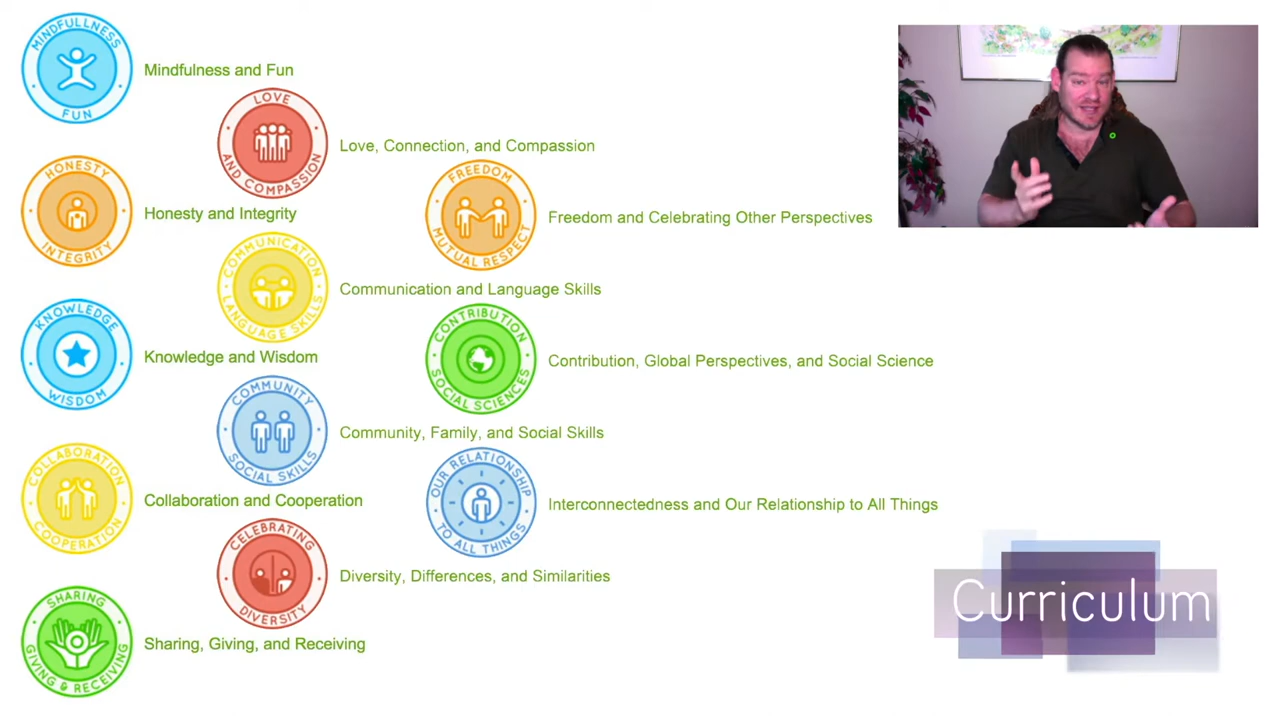 MINDFULLNESS
FUN
Mindfulness and Fun
LOVE
AND COMPASSION
Love, Connection, and Compassion
HONESTY
INTEGRITY
Honesty and Integrity
FREEDOM
MUTUAL RESPECT
Freedom and Celebrating Other Perspectives
COMMUNICATION
LANGUAGE SKILLS
Communication and Language Skills
KNOWLEDGE
WISDOM
Knowledge and Wisdom
CONTRIBUTION
SOCIAL SCIENCES
Contribution, Global Perspectives, and Social Science
COMMUNITY
SOCIAL SKILLS
Community, Family, and Social Skills
COLLABORATION
COOPERATION
Collaboration and Cooperation
OUR RELATIONSHIP
TO ALL THINGS
Interconnectedness and Our Relationship to All Things
CELEBRATING
DIVERSITY
Diversity, Differences, and Similarities
SHARING
GIVING & RECEIVING
Sharing, Giving, and Receiving
Curriculum